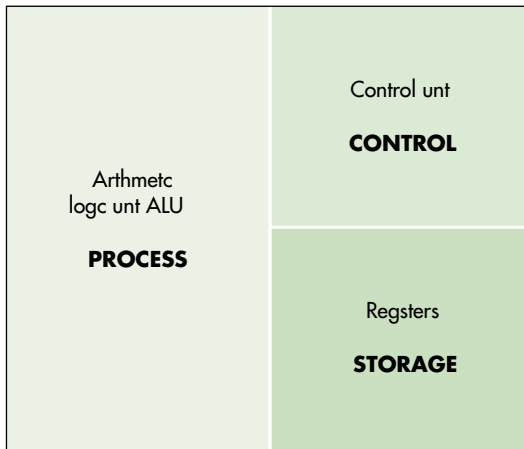 Arthmetc
logc unt ALU
PROCESS
Control unt
CONTROL
Regsters
STORAGE